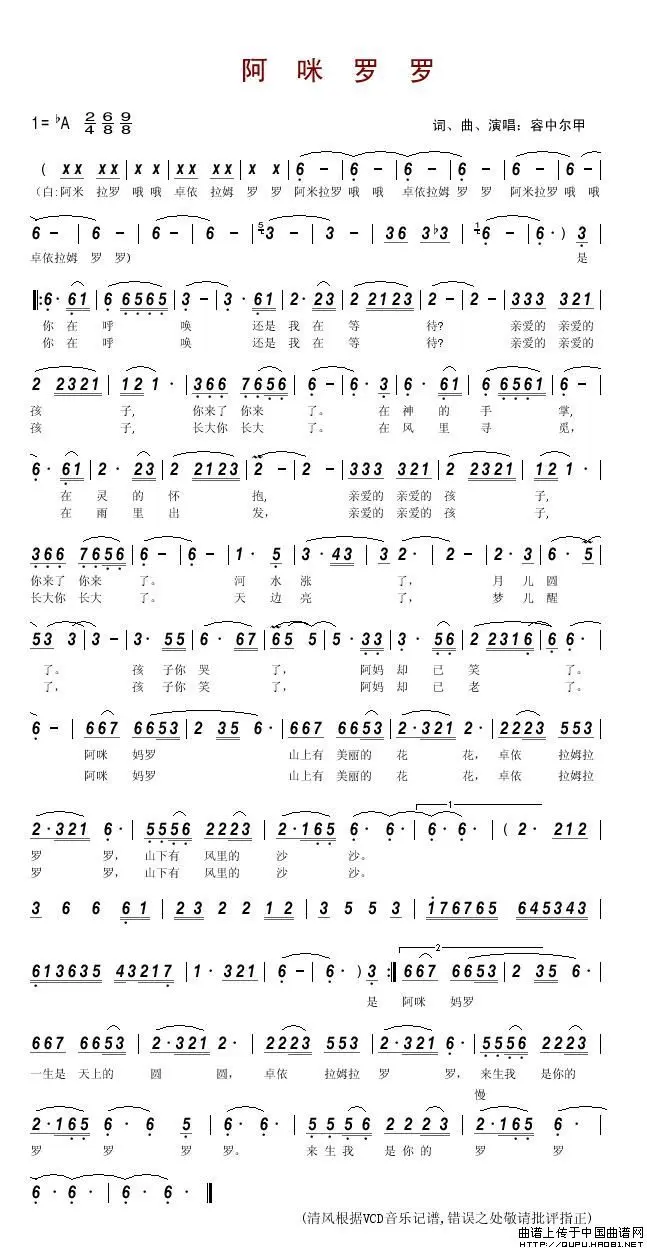 阿 咪 罗 罗
1= ♭A 2/4 6/8 9/8 词、曲、演唱：容中尔甲
( xx xx | xx xx | x x | 6 - | 6 - | 6 - | 6 - | 6 - | 6 - |
(白:阿米 拉罗 哦哦 卓依 拉姆 罗 罗 阿米拉罗 哦哦 卓依拉姆 罗 罗 阿米拉罗 哦哦
6 - | 6 - | 6 - | 6 - | 5 3 - | 3 - | 36 3♭3 | 1 6 - | 6· ) 3 |
卓依拉姆 罗 罗) 是
‖: 6· 61 | 6 6565 | 3 - | 3· 61 | 2· 23 | 2 2123 | 2 - | 2 - | 333 321 |
你 在 呼 唤 还是 我 在 等 待? 亲爱的 亲爱的
你 在 呼 唤 还是 我 在 等 待? 亲爱的 亲爱的
2 2321 | 12 1 · | 366 7656 | 6 - | 6· 3 | 6· 61 | 6 6561 | 6 - |
孩 子, 你来了 你来 了。 在 神 的 手 掌,
孩 子, 长大你 长大 了。 在 风 里 寻 觅,
6· 61 | 2· 23 | 2 2123 | 2 - | 2 - | 333 321 | 2 2321 | 12 1 · |
在 灵 的 怀 抱, 亲爱的 亲爱的 孩 子,
在 雨 里 出 发, 亲爱的 亲爱的 孩 子,
366 7656 | 6 - | 6 - | 1· 5 | 3 ·43 3 | 3 2· | 2 - | 2· 3 | 6· 5 |
你来了 你来 了。 河 水 涨 了, 月 儿 圆
长大你 长大 了。 天 边 亮 了, 梦 儿 醒
53 3 | 3 - | 3· 55 | 6· 67 | 65 5 | 5· 33 | 3· 56 | 2 2316 | 6 6· |
了。 孩 子你 哭 了, 阿妈 却 已 笑 了。
了, 孩 子你 笑 了, 阿妈 却 已 老 了。
6 - | 667 6653 | 2 35 6· | 667 6653 | 2·321 2· | 2223 553 |
阿咪 妈罗 山上有 美丽的 花 花, 卓依 拉姆拉
阿咪 妈罗 山上有 美丽的 花 花, 卓依 拉姆拉
1
2·321 6· | 5556 2223 | 2·165 6· | 6· 6· | ( 2· 212 |
罗 罗, 山下有 风里的 沙 沙。
罗 罗, 山下有 风里的 沙 沙。
3 6 6 61 | 23 2 2 12 | 3 5 5 3 | 176765 645343 |
2
613635 43217 | 1· 321 | 6 - | 6· ) 3 :‖ 667 6653 | 2 35 6· |
是 阿咪 妈罗
667 6653 | 2·321 2· | 2223 553 | 2·321 6· | 5556 2223 |
一生是 天上的 圆 圆, 卓依 拉姆拉 罗 罗, 来生我 是你的
慢
2·165 6· | 6· 6 5 | 6· 6· | 5 5 5 6 2 2 2 3 | 2·165 6· |
罗 罗 罗 罗。 来 生 我 是 你 的 罗 罗
6· 6· | 6· 6· ‖
(清风根据VCD音乐记谱,错误之处敬请批评指正)
曲谱上传于中国曲谱网
http://QUPU.HAO81.NET